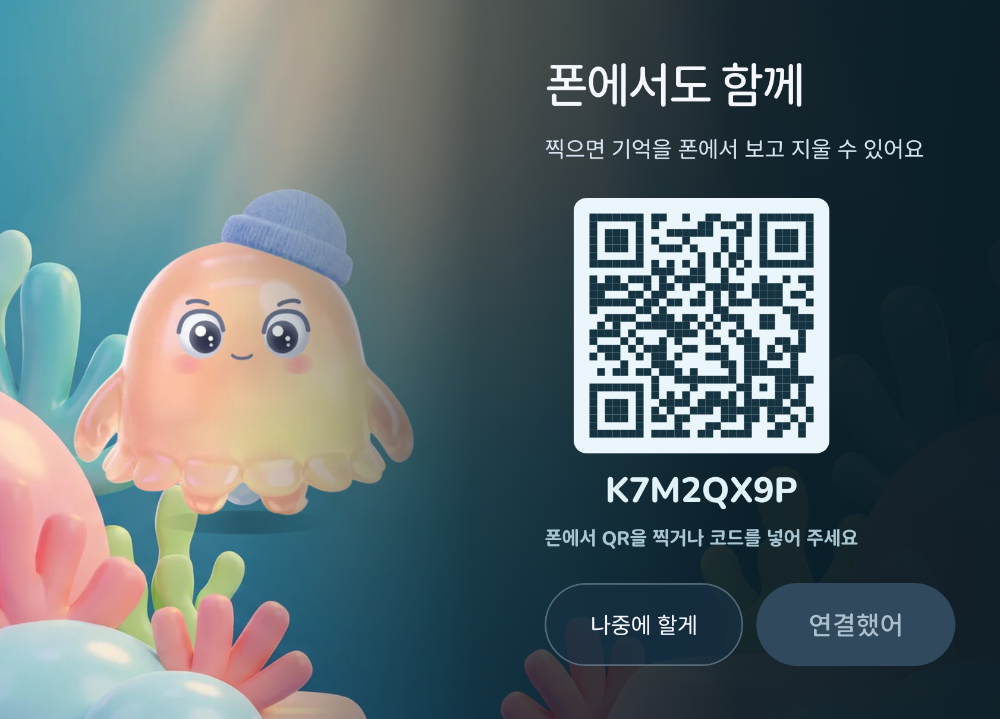 폰에서도 함께
찍으면 기억을 폰에서 보고 지울 수 있어요
K7M2QX9P
폰에서 QR을 찍거나 코드를 넣어 주세요
나중에 할게
연결했어